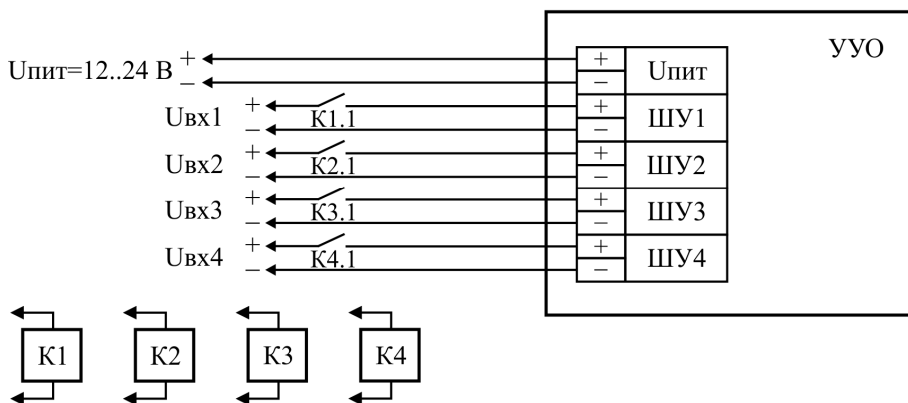 УУО
+
Uпит=12..24 В
–
+
–
Uпит
Uвх1
+
–
К1.1
+
–
ШУ1
Uвх2
+
–
К2.1
+
–
ШУ2
Uвх3
+
–
К3.1
+
–
ШУ3
Uвх4
+
–
К4.1
+
–
ШУ4
К1 К2 К3 К4